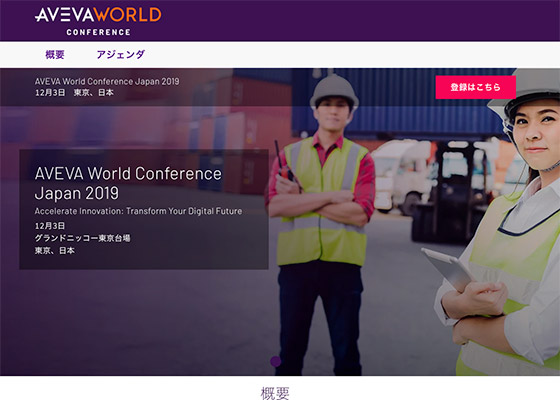 AVEVAWORLD
CONFERENCE
概要 アジェンダ
AVEVA World Conference Japan 2019
12月3日 東京、日本
登録はこちら
AVEVA World Conference
Japan 2019
Accelerate Innovation: Transform Your Digital Future
12月3日
グランドニッコー東京台場
東京、日本
概要